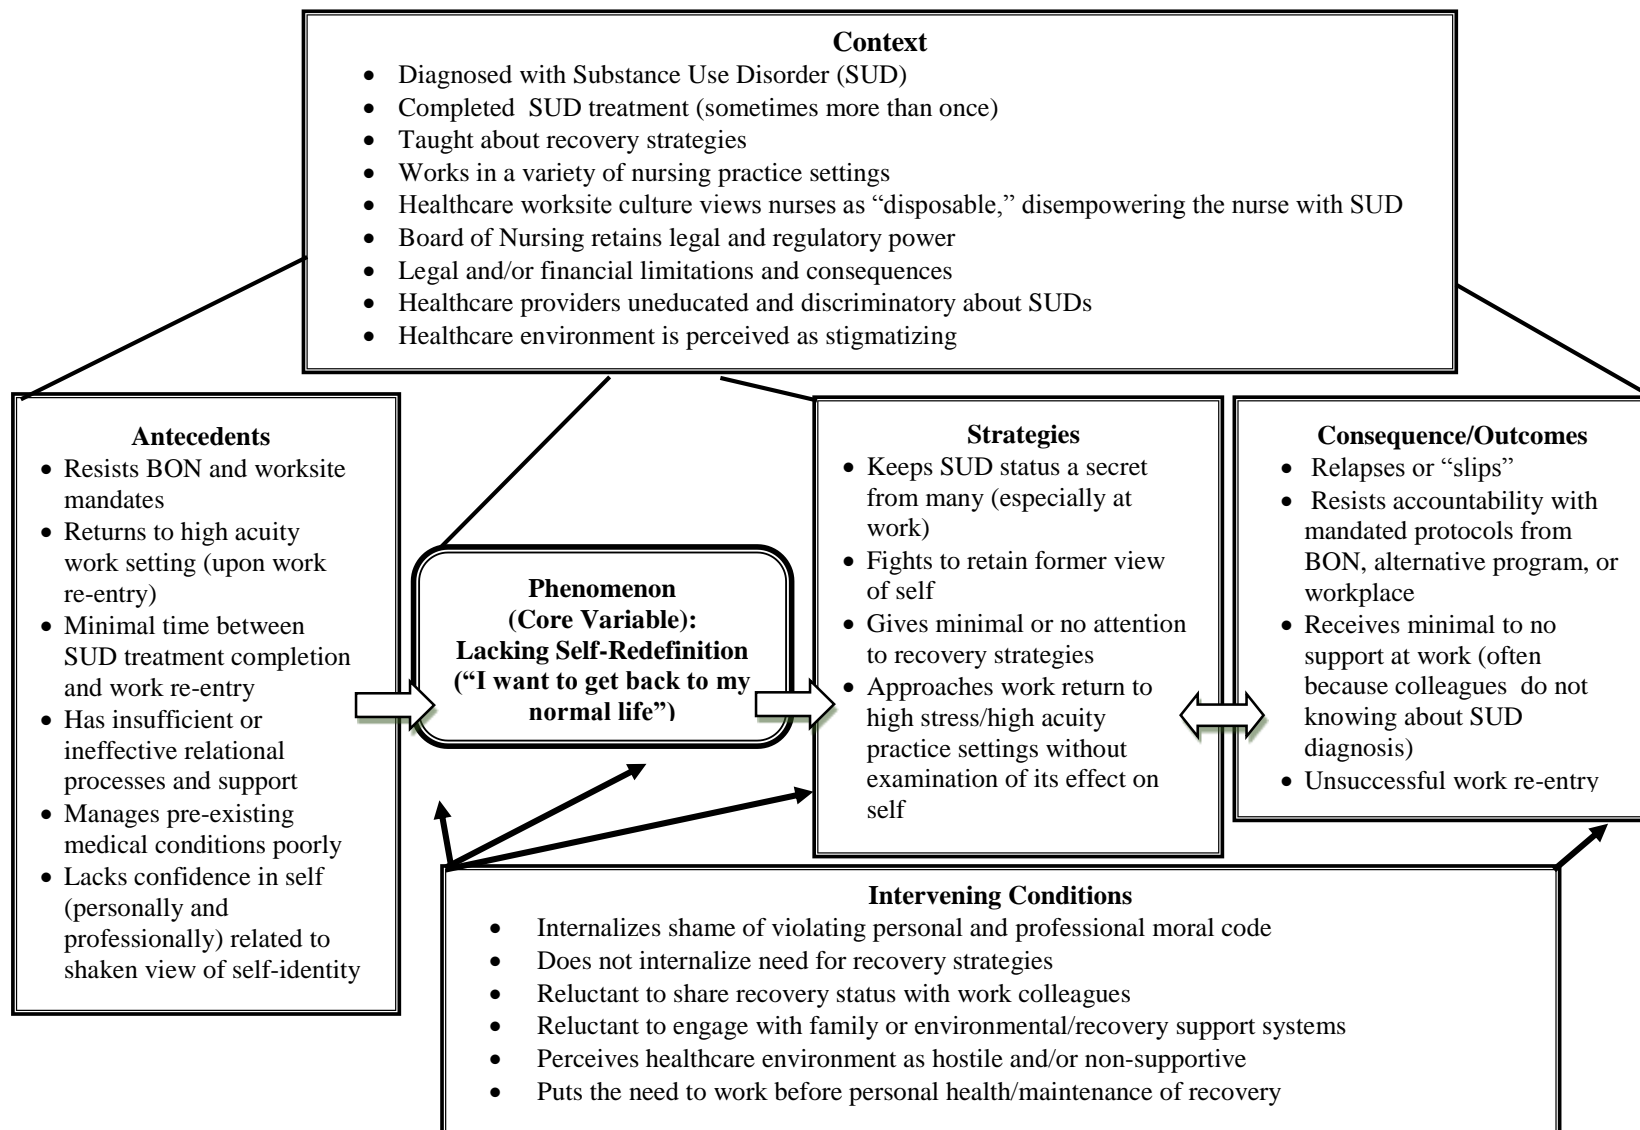 Context
• Diagnosed with Substance Use Disorder (SUD)
• Completed SUD treatment (sometimes more than once)
• Taught about recovery strategies
• Works in a variety of nursing practice settings
• Healthcare worksite culture views nurses as “disposable,” disempowering the nurse with SUD
• Board of Nursing retains legal and regulatory power
• Legal and/or financial limitations and consequences
• Healthcare providers uneducated and discriminatory about SUDs
• Healthcare environment is perceived as stigmatizing
Antecedents
• Resists BON and worksite
mandates
• Returns to high acuity
work setting (upon work
re-entry)
• Minimal time between
SUD treatment completion
and work re-entry
• Has insufficient or
ineffective relational
processes and support
• Manages pre-existing
medical conditions poorly
• Lacks confidence in self
(personally and
professionally) related to
shaken view of self-identity
Phenomenon
(Core Variable):
Lacking Self-Redefinition
(“I want to get back to my
normal life”)
Strategies
• Keeps SUD status a secret
from many (especially at
work)
• Fights to retain former view
of self
• Gives minimal or no attention
to recovery strategies
• Approaches work return to
high stress/high acuity
practice settings without
examination of its effect on
self
Consequence/Outcomes
• Relapses or “slips”
• Resists accountability with
mandated protocols from
BON, alternative program, or
workplace
• Receives minimal to no
support at work (often
because colleagues do not
knowing about SUD
diagnosis)
• Unsuccessful work re-entry
Intervening Conditions
• Internalizes shame of violating personal and professional moral code
• Does not internalize need for recovery strategies
• Reluctant to share recovery status with work colleagues
• Reluctant to engage with family or environmental/recovery support systems
• Perceives healthcare environment as hostile and/or non-supportive
• Puts the need to work before personal health/maintenance of recovery